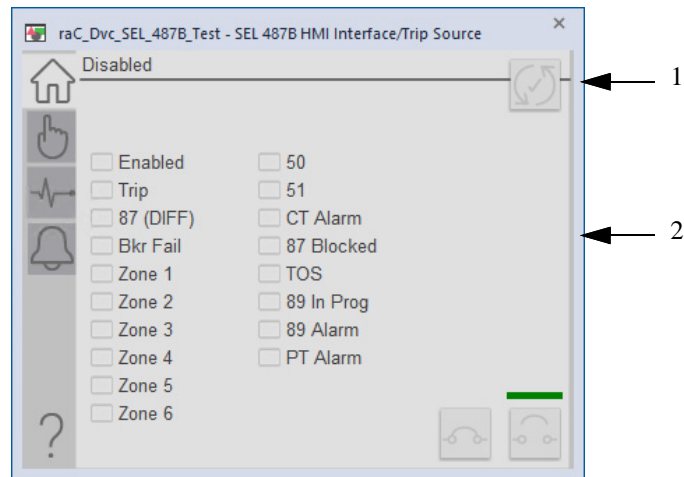 raC_Dvc_SEL_487B_Test - SEL 487B HMI Interface/Trip Source
Disabled
1
Enabled
Trip
87 (DIFF)
Bkr Fail
Zone 1
Zone 2
Zone 3
Zone 4
Zone 5
Zone 6
50
51
CT Alarm
87 Blocked
TOS
89 In Prog
89 Alarm
PT Alarm
2
?